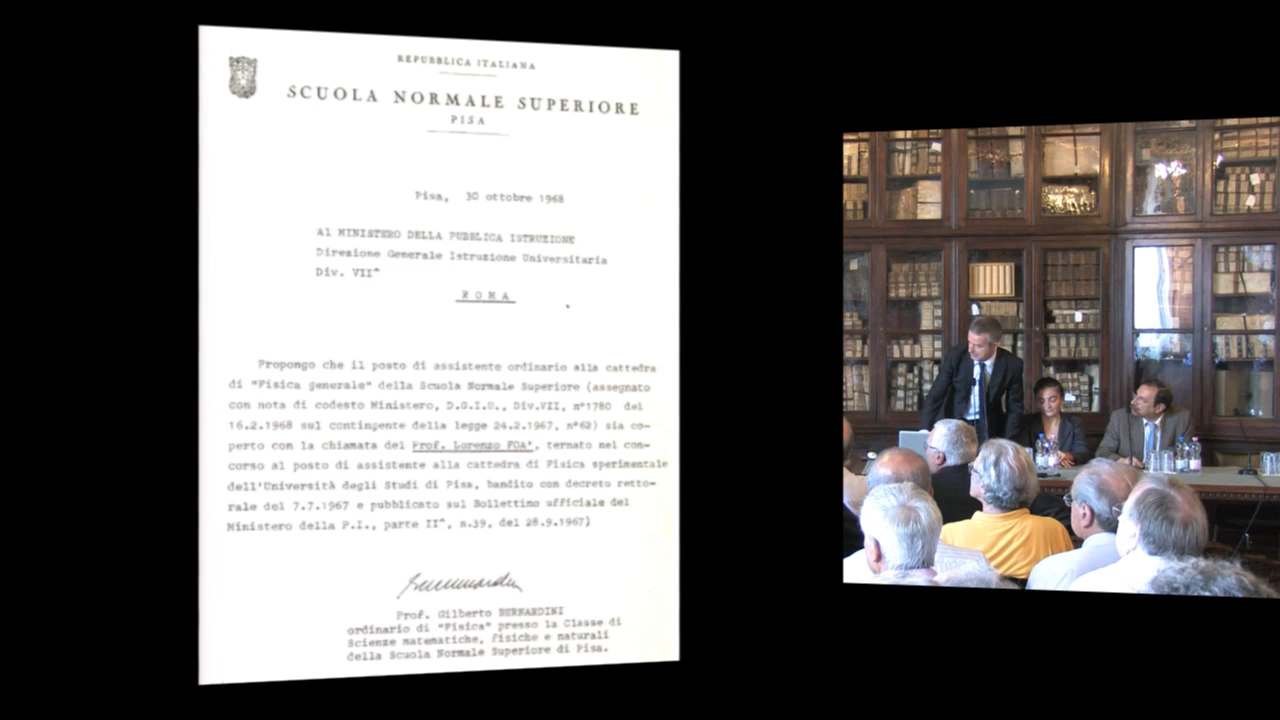 REPUBBLICA ITALIANA
SCUOLA NORMALE SUPERIORE
PISA
Pisa, 30 ottobre 1968
Al MINISTERO DELLA PUBBLICA ISTRUZIONE
Direzione Generale Istruzione Universitaria
Div. VII^
R O M A
Propongo che il posto di assistente ordinario alla cattedra
di "Fisica generale" della Scuola Normale Superiore (assegnato
con nota di codesto Ministero, D.G.I.U., Div.VII, n°1780 del
16.2.1968 sul contingente della legge 24.2.1967, n°62) sia co-
perto con la chiamata del Prof. Lorenzo FOA', ternato nel con-
corso al posto di assistente alla cattedra di Fisica sperimentale
dell'Università degli Studi di Pisa, bandito con decreto retto-
rale del 7.7.1967 e pubblicato sul Bollettino ufficiale del
Ministero della P.I., parte II^, n.39, del 28.9.1967)
Prof. Gilberto BERNARDINI
ordinario di "Fisica" presso la Classe di
Scienze matematiche, fisiche e naturali
della Scuola Normale Superiore di Pisa.